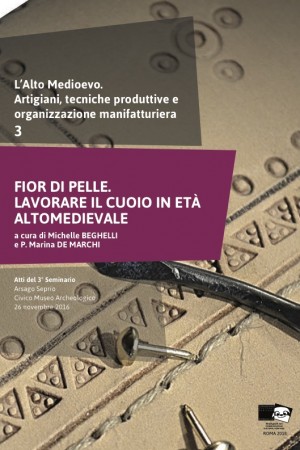 L'Alto Medioevo.
Artigiani, tecniche produttive e
organizzazione manifatturiera
3
FIOR DI PELLE.
LAVORARE IL CUOIO IN ETÀ
ALTOMEDIEVALE
a cura di Michelle BEGHELLI
e P. Marina DE MARCHI
Atti del 3° Seminario
Arsago Seprio
Civico Museo Archeologico
26 novembre 2016